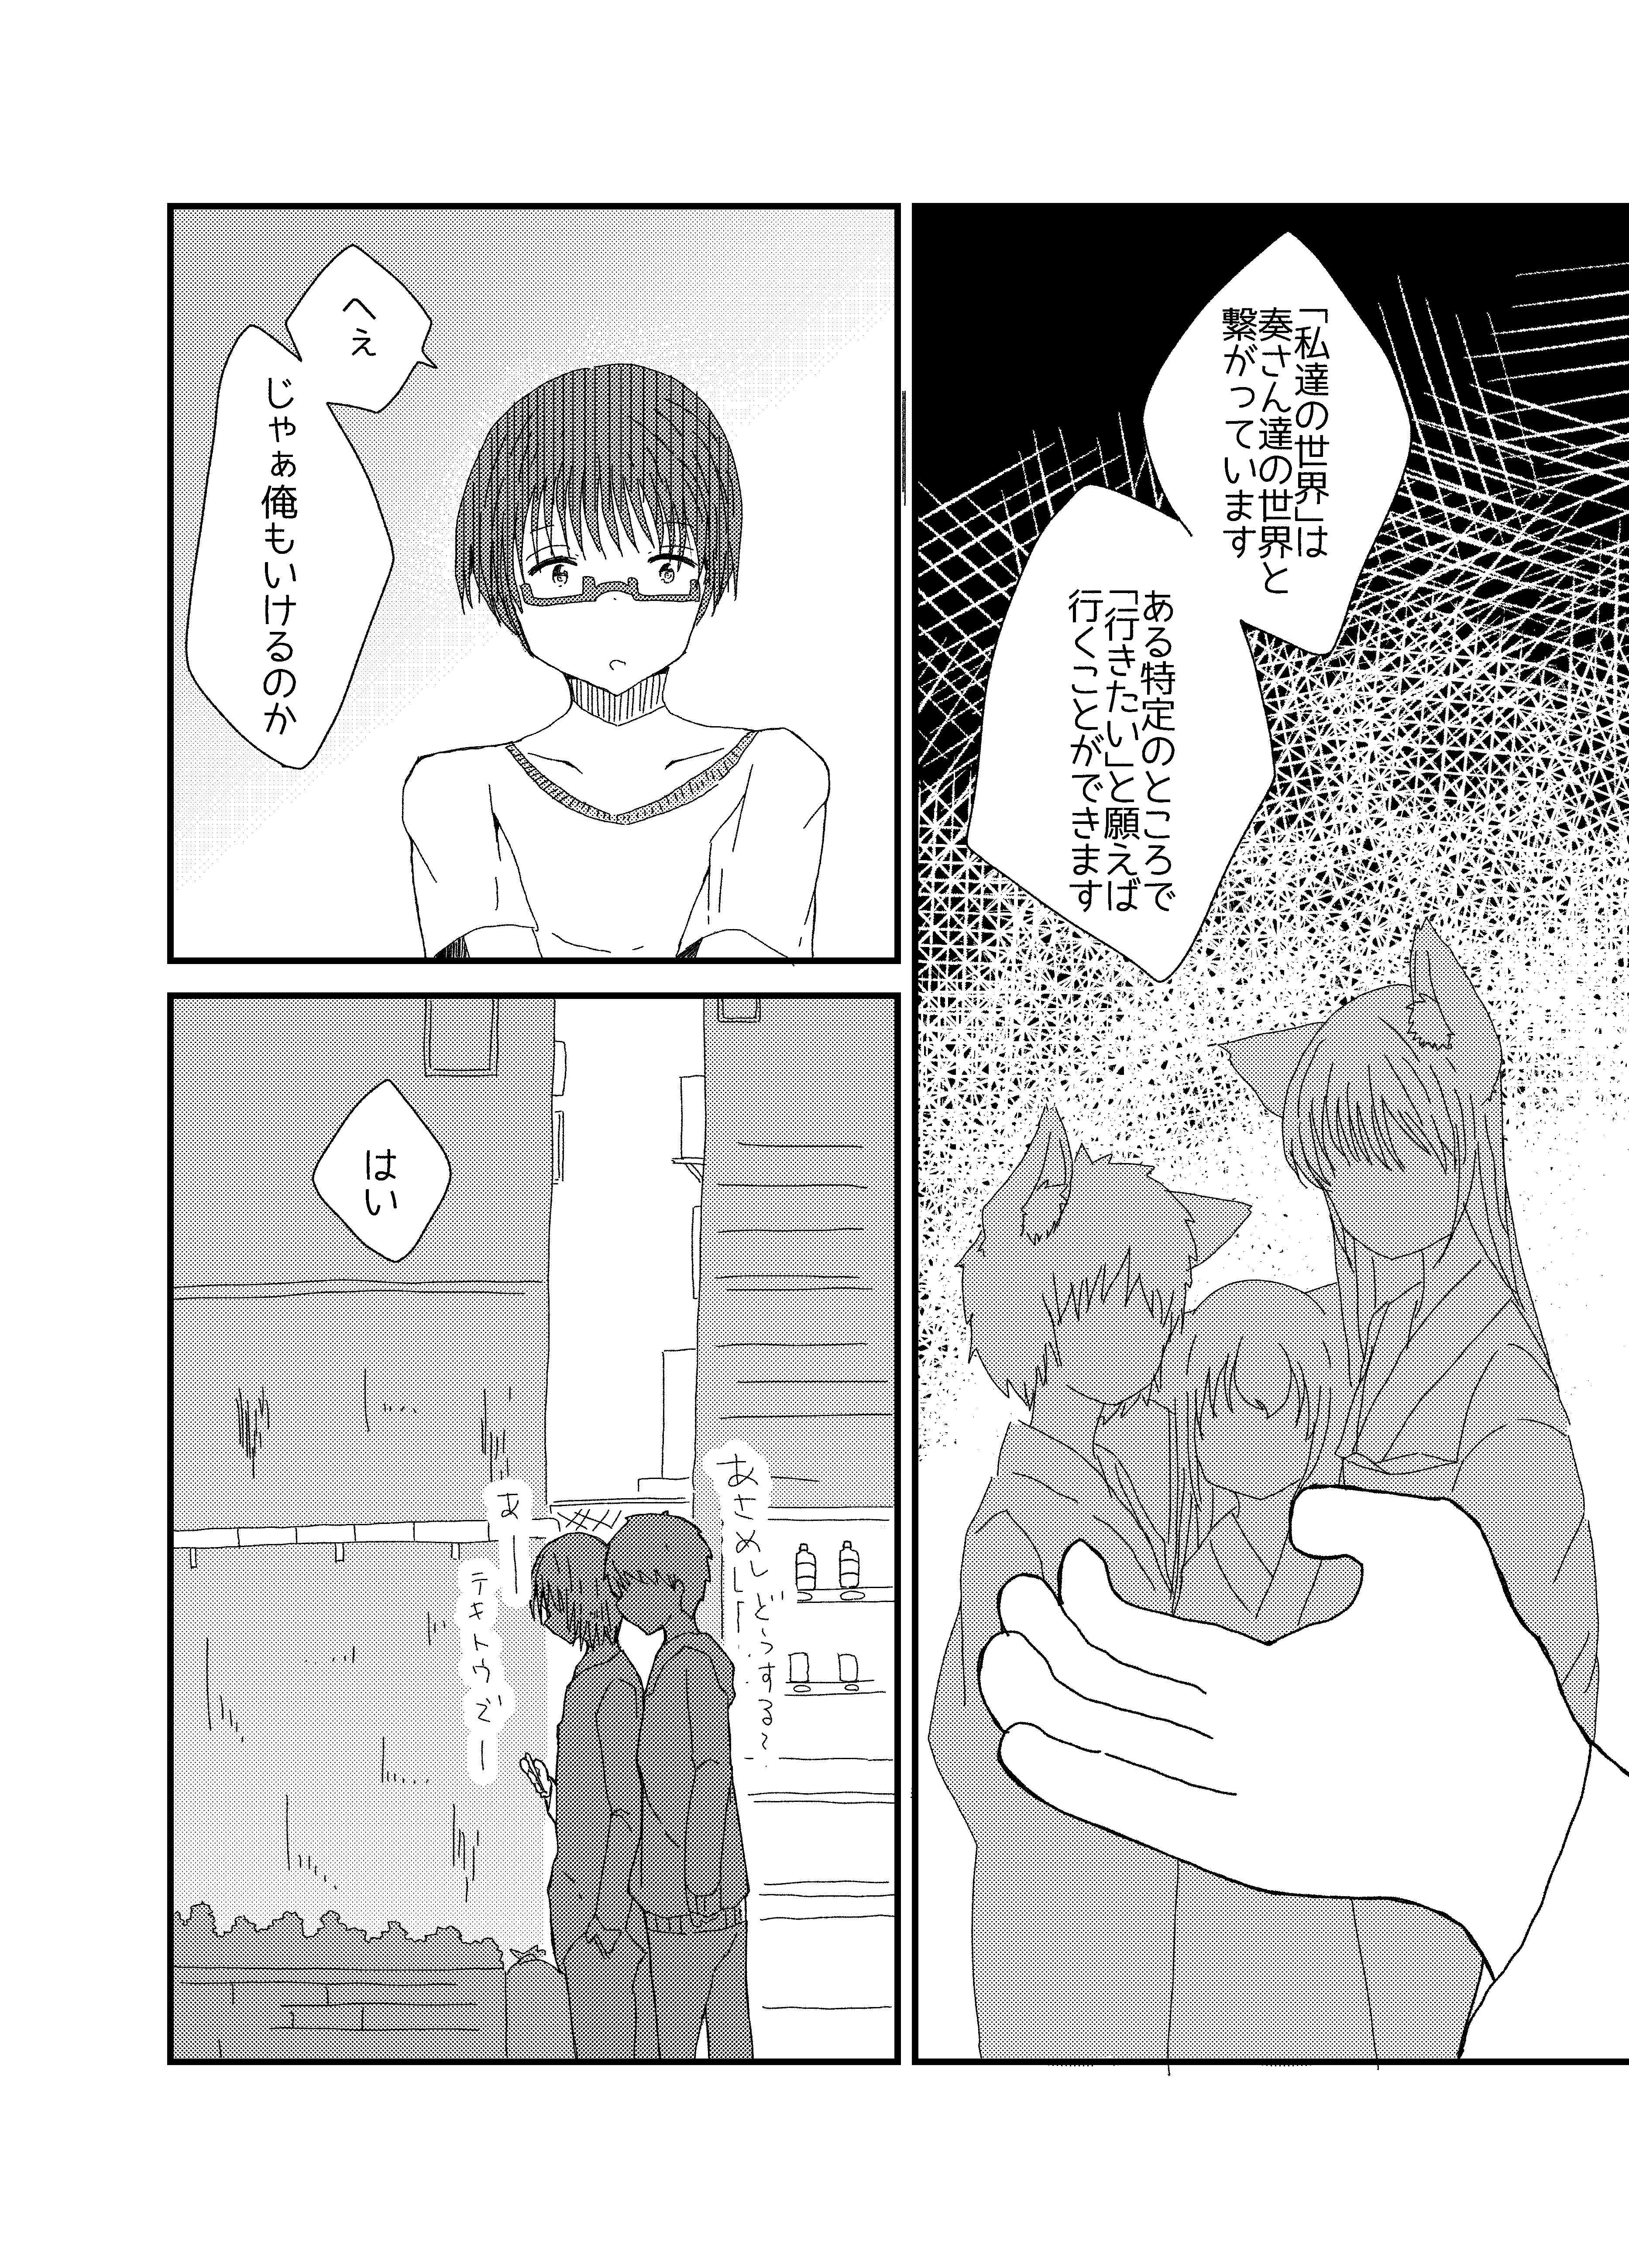 「私達の世界」は
奏さん達の世界と
繋がっています
ある特定のところで
「行きたい」と願えば
行くことができます
へぇ
じゃぁ俺もいけるのか
はい
あさめし
どうする〜
あー
テキトウでー